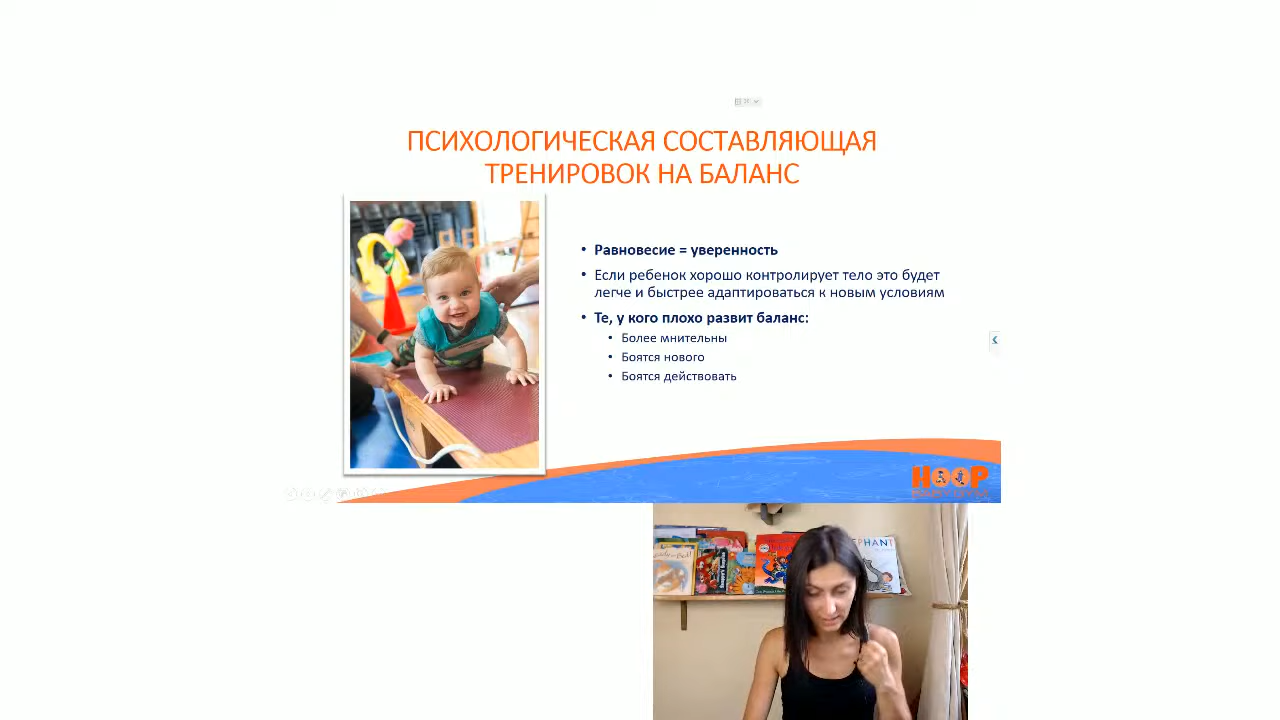 ПСИХОЛОГИЧЕСКАЯ СОСТАВЛЯЮЩАЯ
ТРЕНИРОВОК НА БАЛАНС
• Равновесие = уверенность
• Если ребенок хорошо контролирует тело это будет
легче и быстрее адаптироваться к новым условиям
• Те, у кого плохо развит баланс:
• Более мнительны
• Боятся нового
• Боятся действовать
HOOP